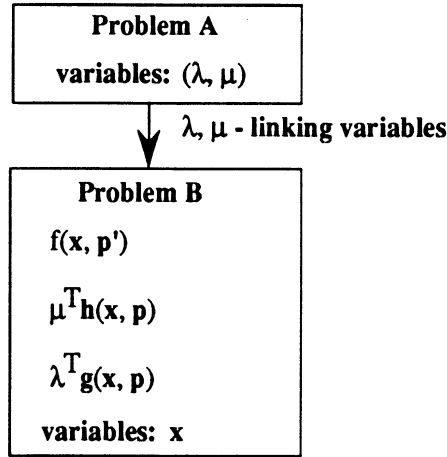 Problem A
variables: (λ, μ)
λ, μ - linking variables
Problem B
f(x, p')
μᵀh(x, p)
λᵀg(x, p)
variables: x